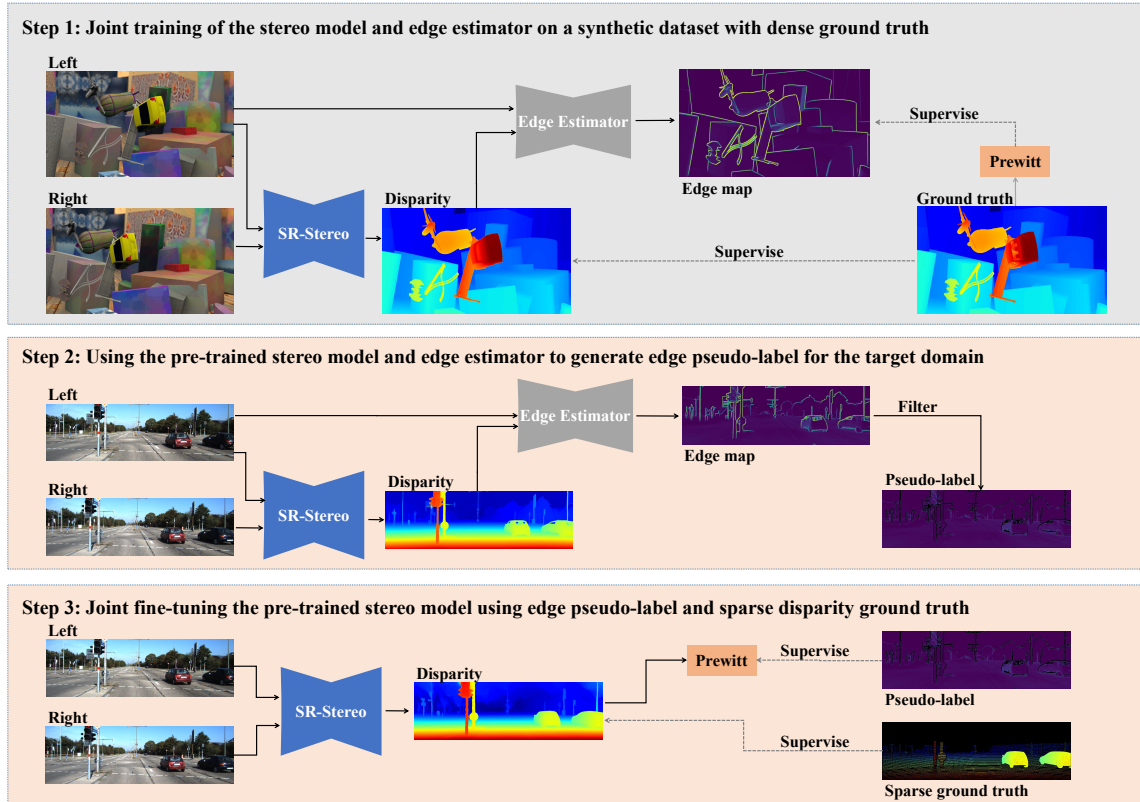 Step 1: Joint training of the stereo model and edge estimator on a synthetic dataset with dense ground truth
Left
Edge Estimator
Supervise
Prewitt
Edge map
Right
Disparity
Ground truth
SR-Stereo
Supervise
Step 2: Using the pre-trained stereo model and edge estimator to generate edge pseudo-label for the target domain
Left
Edge Estimator
Filter
Edge map
Right
Disparity
Pseudo-label
SR-Stereo
Step 3: Joint fine-tuning the pre-trained stereo model using edge pseudo-label and sparse disparity ground truth
Left
Prewitt
Supervise
Disparity
Pseudo-label
Right
SR-Stereo
Supervise
Sparse ground truth